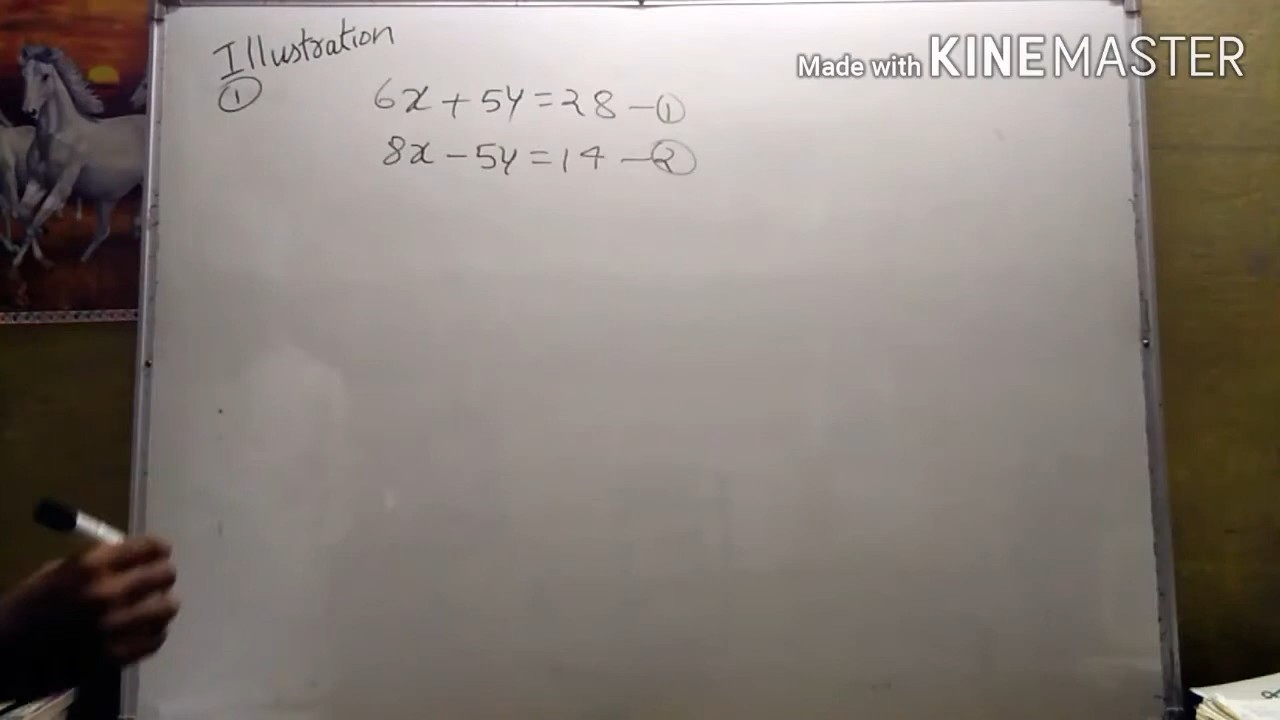 Illustration
Made with KINEMASTER
① 6x + 5y = 28 — ①
8x − 5y = 14 — ②